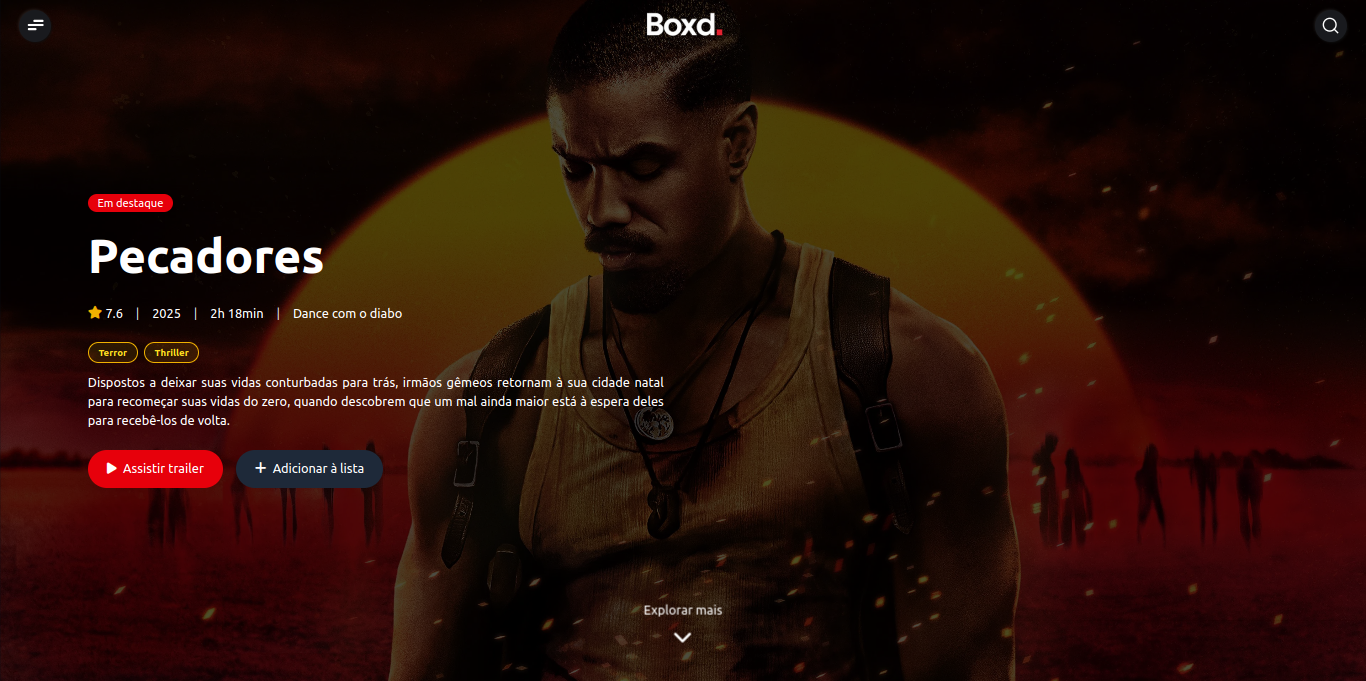 Boxd.
Em destaque
Pecadores
7.6 | 2025 | 2h 18min | Dance com o diabo
Terror Thriller
Dispostos a deixar suas vidas conturbadas para trás, irmãos gêmeos retornam à sua cidade natal
para recomeçar suas vidas do zero, quando descobrem que um mal ainda maior está à espera deles
para recebê-los de volta.
Assistir trailer Adicionar à lista
Explorar mais